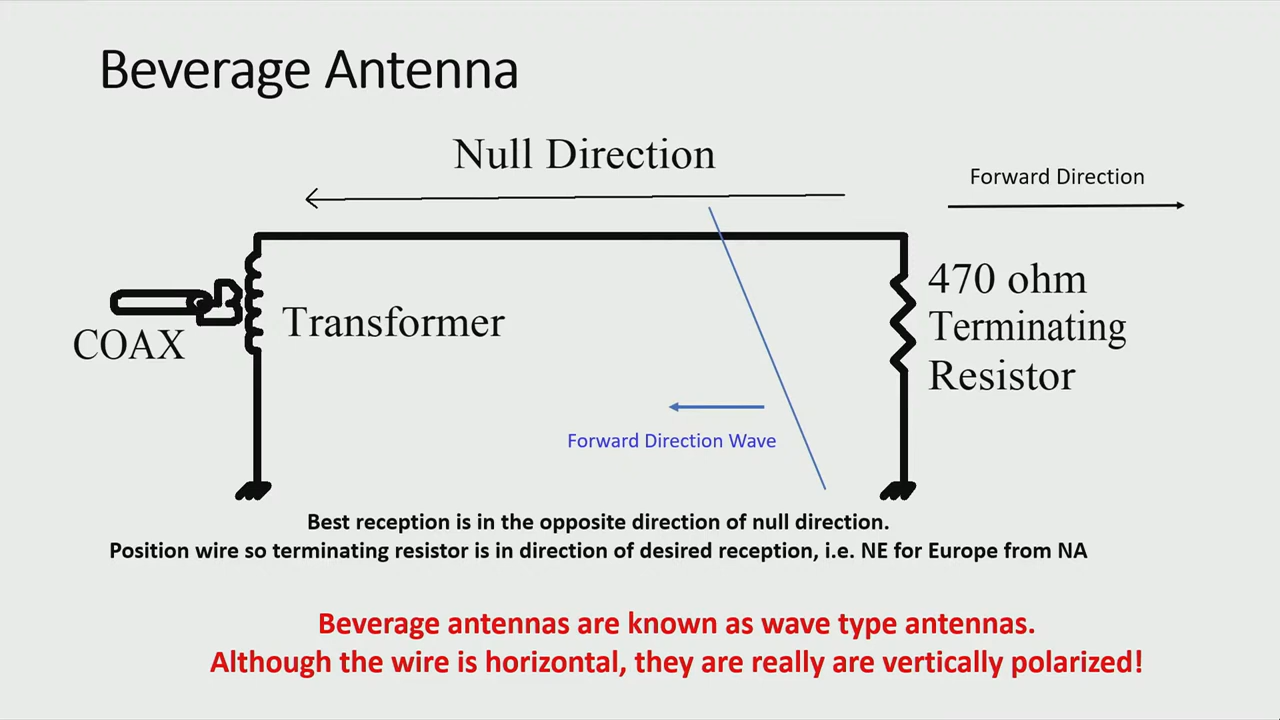 Beverage Antenna
Null Direction
Forward Direction
470 ohm
Terminating
Resistor
Transformer
COAX
Forward Direction Wave
Best reception is in the opposite direction of null direction.
Position wire so terminating resistor is in direction of desired reception, i.e. NE for Europe from NA
Beverage antennas are known as wave type antennas.
Although the wire is horizontal, they are really are vertically polarized!